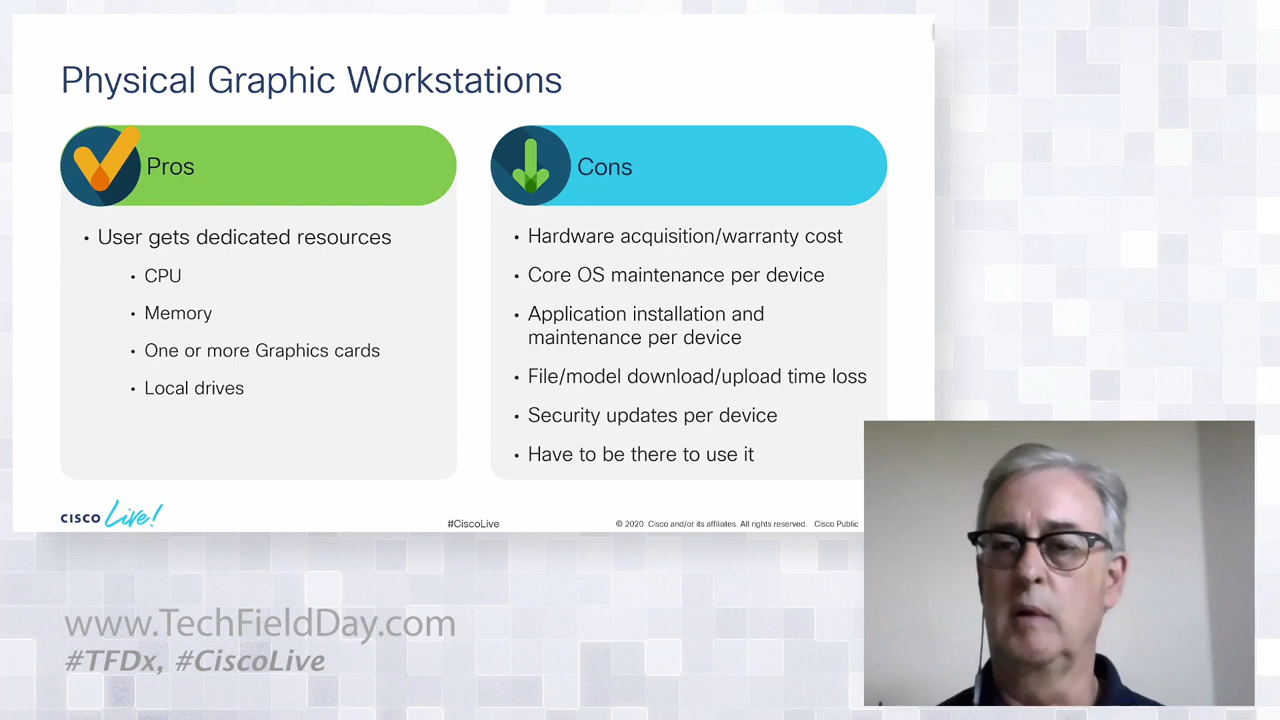 Physical Graphic Workstations
Pros
• User gets dedicated resources
• CPU
• Memory
• One or more Graphics cards
• Local drives
Cons
• Hardware acquisition/warranty cost
• Core OS maintenance per device
• Application installation and
maintenance per device
• File/model download/upload time loss
• Security updates per device
• Have to be there to use it
CISCO Live!
#CiscoLive
© 2020 Cisco and/or its affiliates. All rights reserved. Cisco Public
www.TechFieldDay.com
#TFDx, #CiscoLive